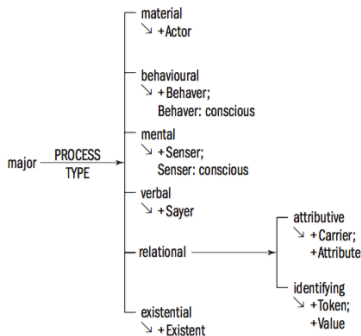 material
↘ +Actor
behavioural
↘ +Behaver;
Behaver: conscious
mental
↘ +Senser;
Senser: conscious
major PROCESS TYPE
verbal
↘ +Sayer
relational
attributive
↘ +Carrier;
+Attribute
identifying
↘ +Token;
+Value
existential
↘ +Existent